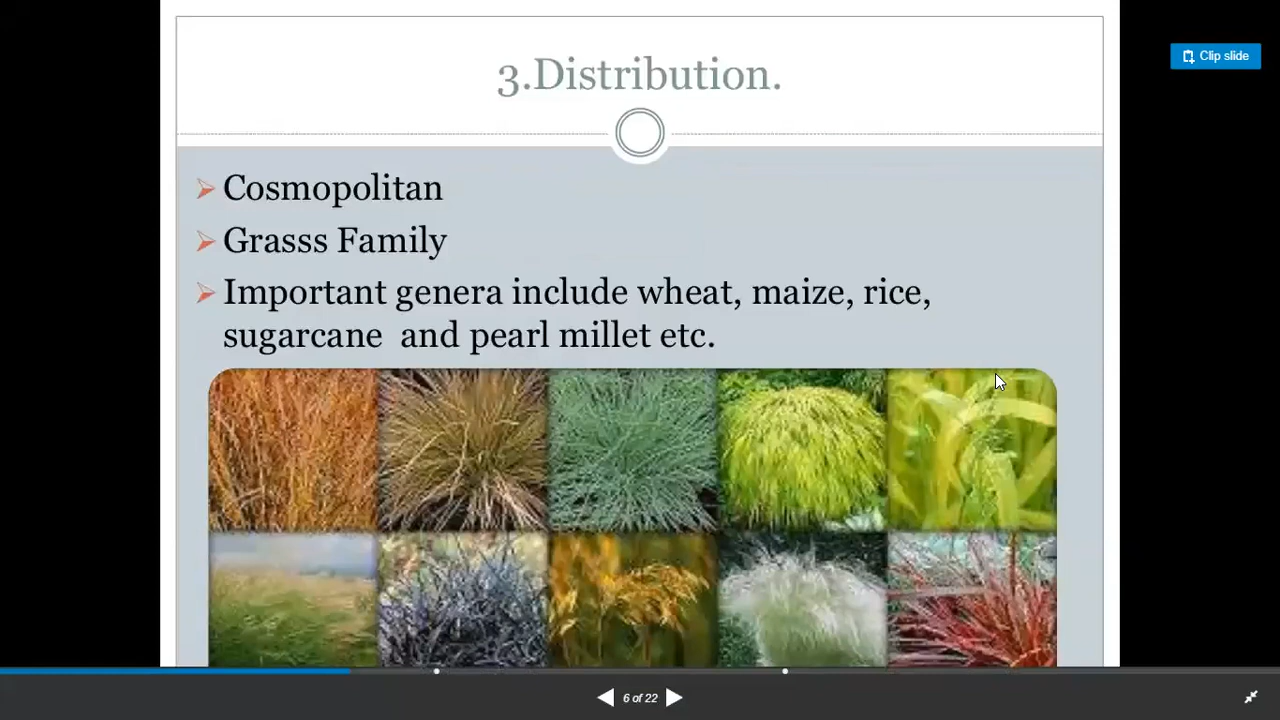 Clip slide
3.Distribution.
Cosmopolitan
Grasss Family
Important genera include wheat, maize, rice,
sugarcane and pearl millet etc.
6 of 22